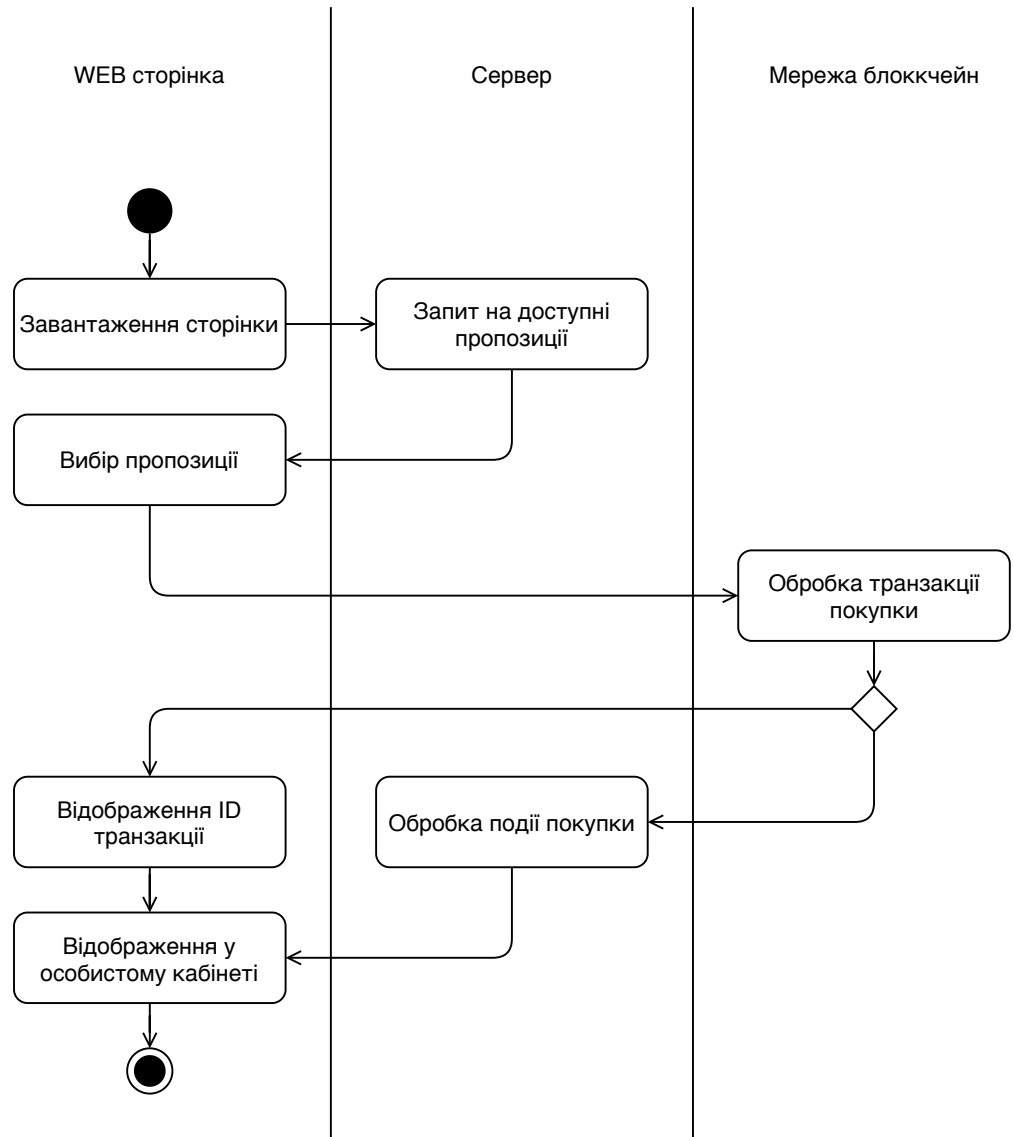 WEB сторінка
Сервер
Мережа блоккчейн
Завантаження сторінки
Запит на доступні
пропозиції
Вибір пропозиції
Обробка транзакції
покупки
Відображення ID
транзакції
Обробка події покупки
Відображення у
особистому кабінеті